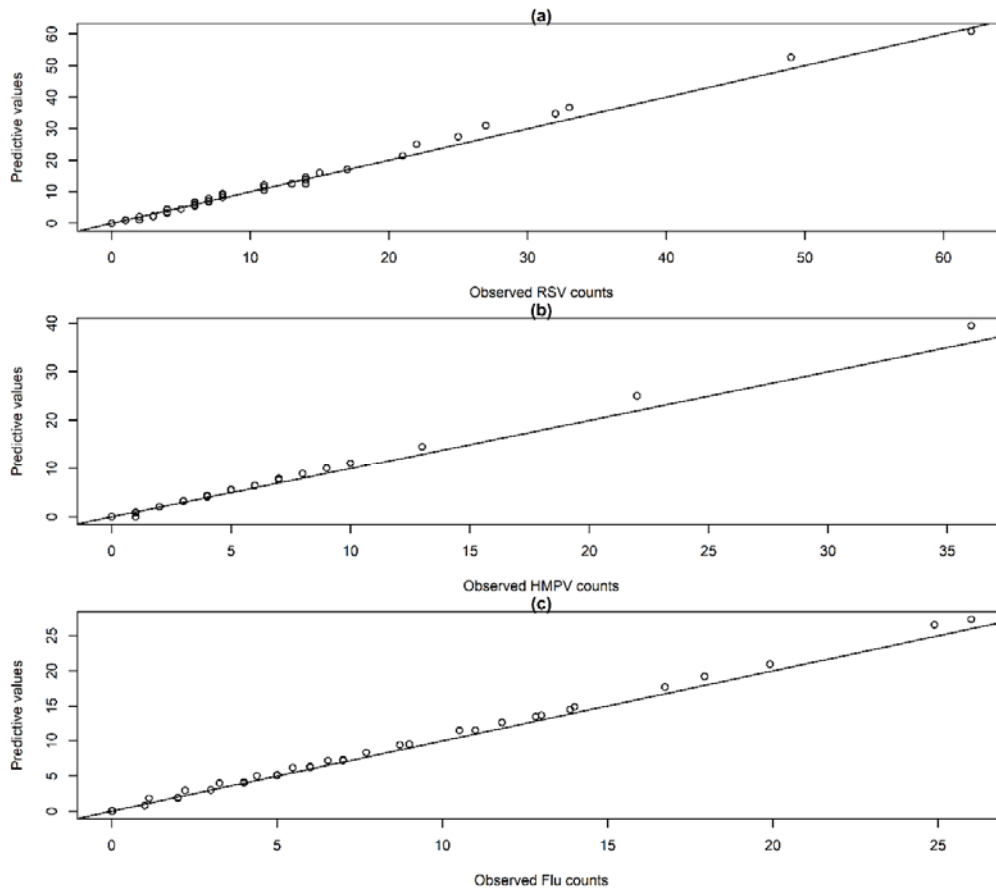 (a)
Predictive values
60
50
40
30
20
10
0
0 10 20 30 40 50 60
Observed RSV counts
(b)
Predictive values
40
30
20
10
0
0 5 10 15 20 25 30 35
Observed HMPV counts
(c)
Predictive values
25
20
15
10
5
0
0 5 10 15 20 25
Observed Flu counts